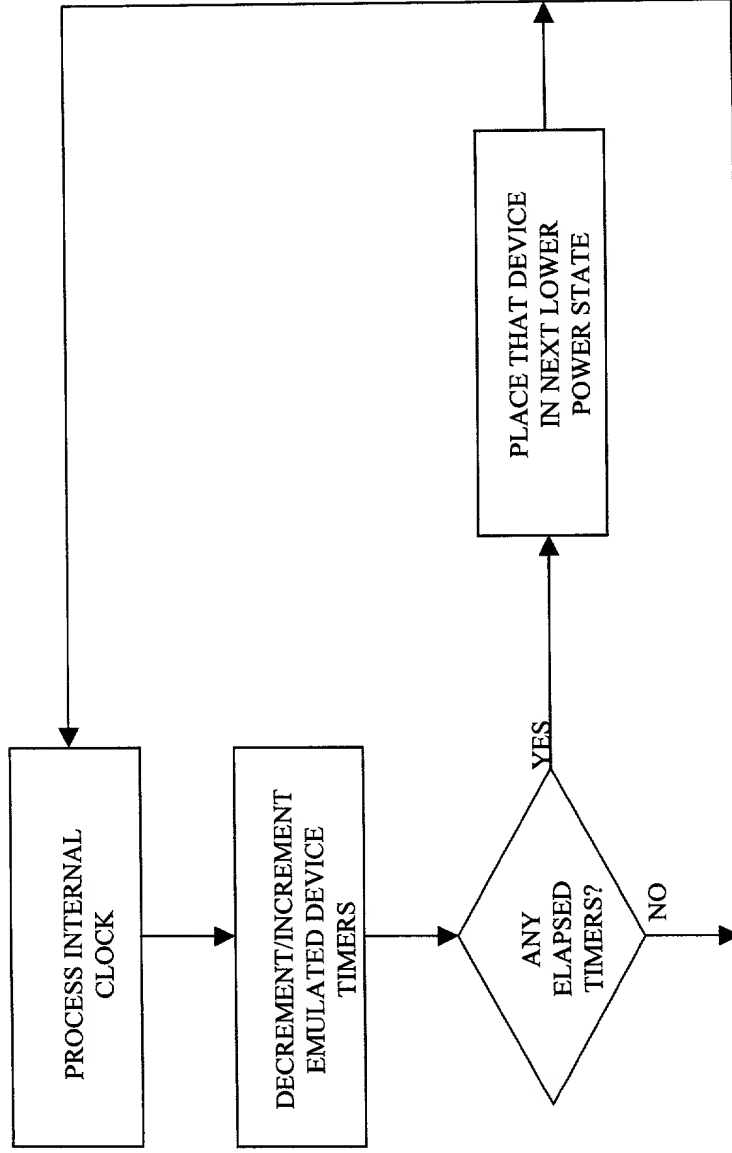 PROCESS INTERNAL
CLOCK
DECREMENT/INCREMENT
EMULATED DEVICE
TIMERS
ANY
ELAPSED
TIMERS?
YES
NO
PLACE THAT DEVICE
IN NEXT LOWER
POWER STATE